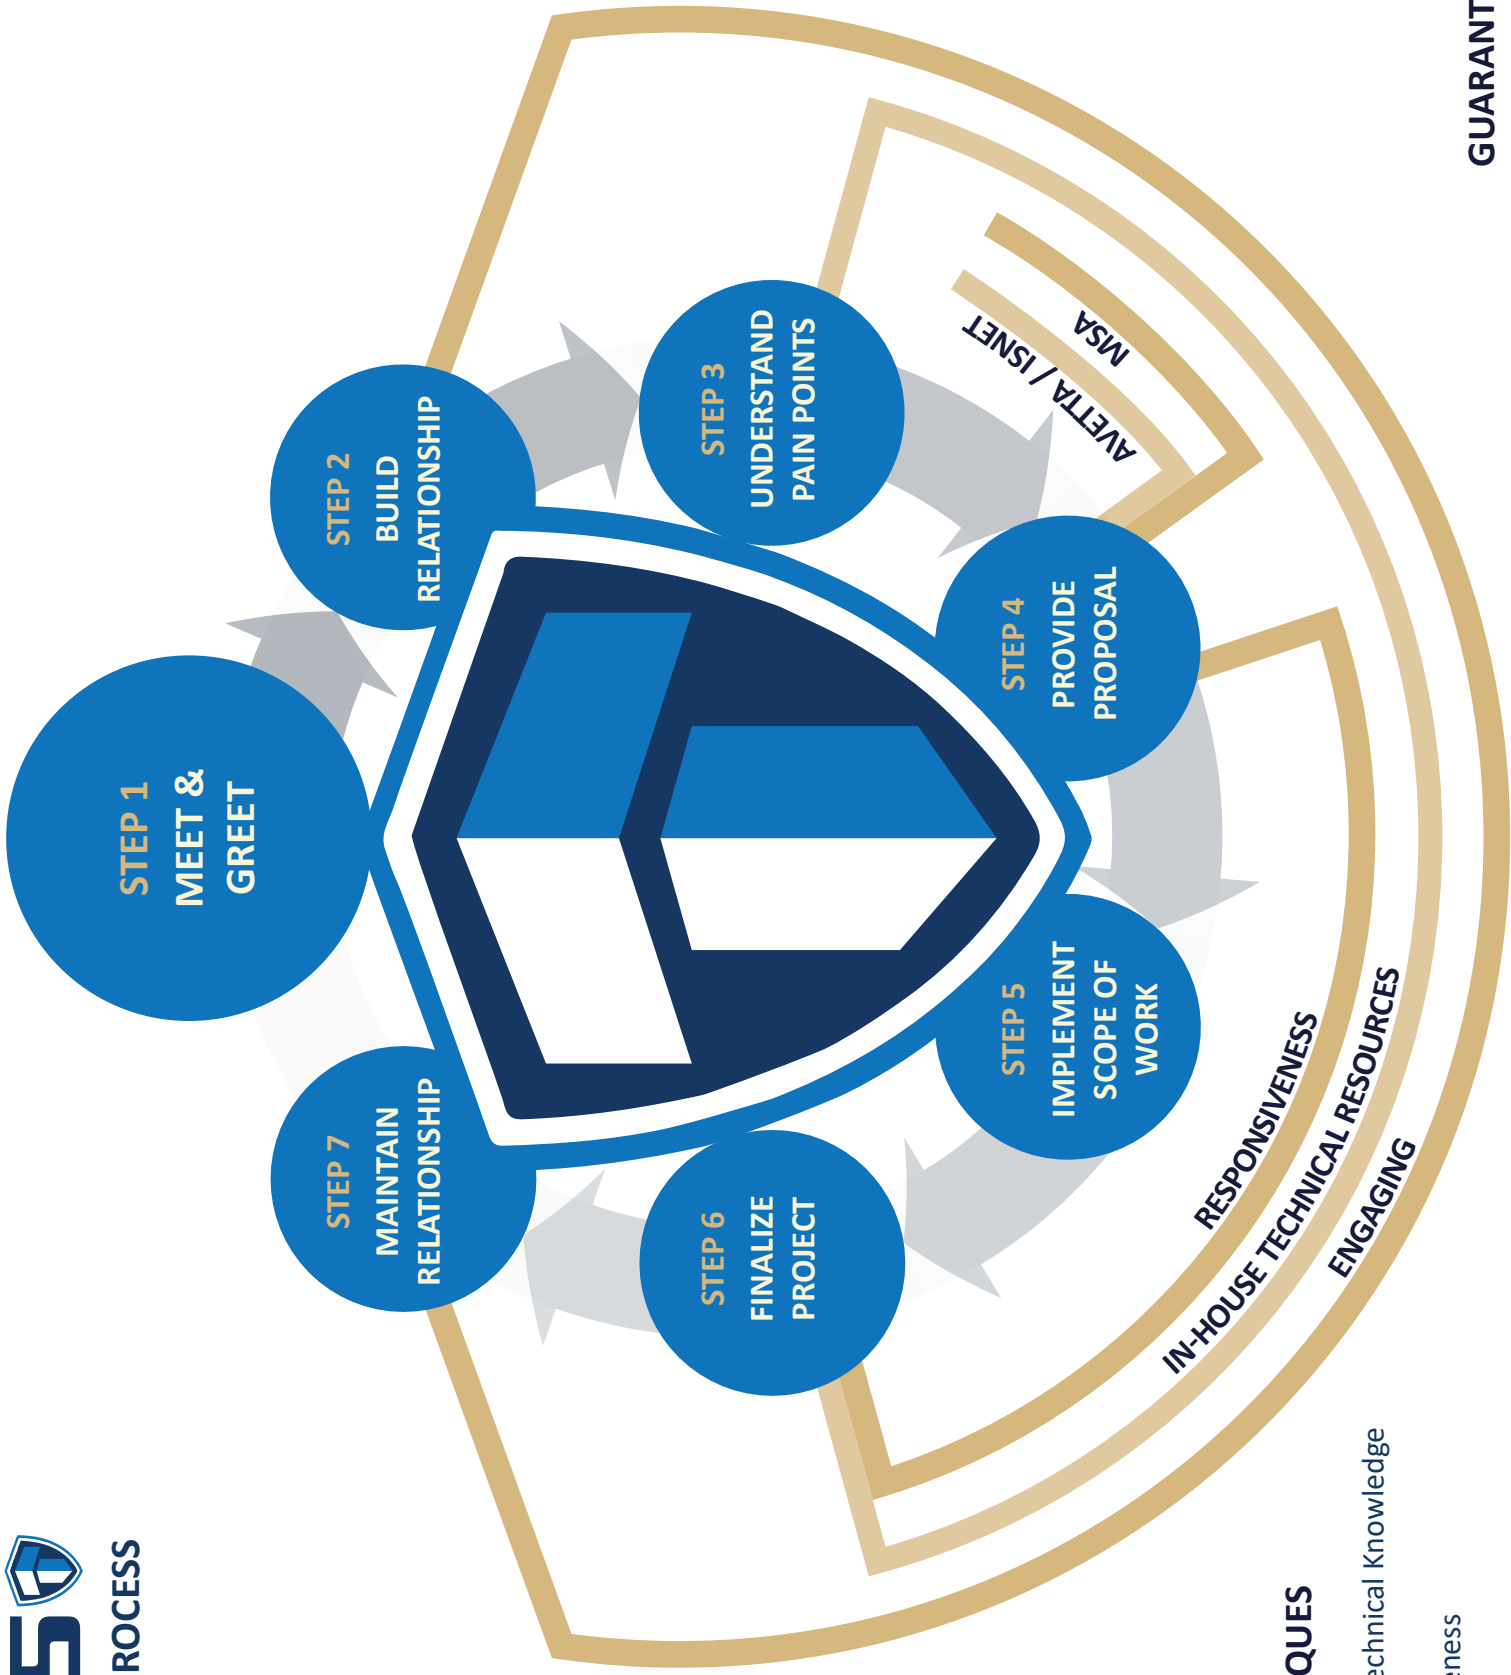 5
ROCESS
STEP 1
MEET &
GREET
STEP 2
BUILD
RELATIONSHIP
STEP 3
UNDERSTAND
PAIN POINTS
STEP 4
PROVIDE
PROPOSAL
STEP 5
IMPLEMENT
SCOPE OF
WORK
STEP 6
FINALIZE
PROJECT
STEP 7
MAINTAIN
RELATIONSHIP
AVETTA / ISNET
MSA
RESPONSIVENESS
IN-HOUSE TECHNICAL RESOURCES
ENGAGING
QUES
echnical Knowledge
eness
GUARANT